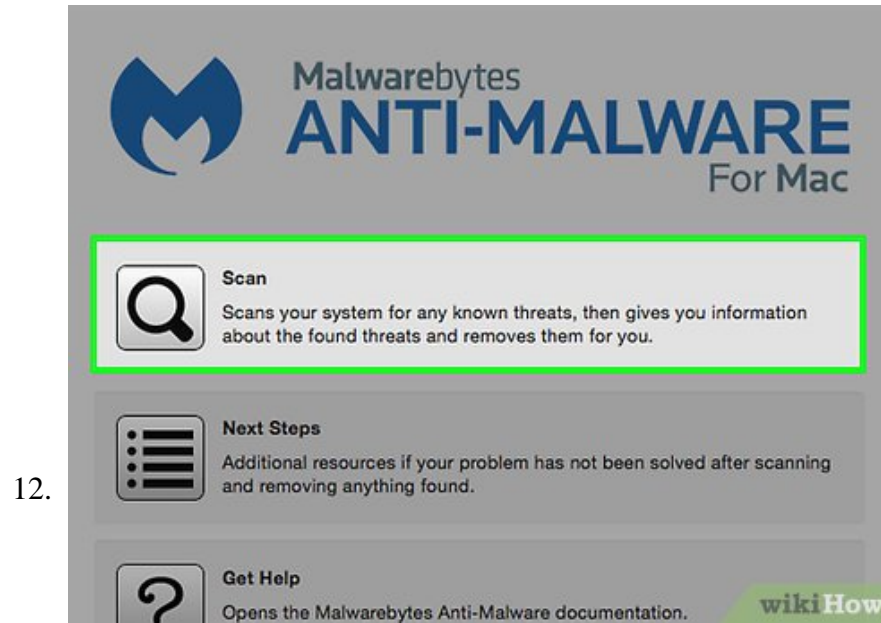 Malwarebytes
ANTI-MALWARE
For Mac
Scan
Scans your system for any known threats, then gives you information
about the found threats and removes them for you.
Next Steps
Additional resources if your problem has not been solved after scanning
and removing anything found.
12.
Get Help
Opens the Malwarebytes Anti-Malware documentation.
wikiHow